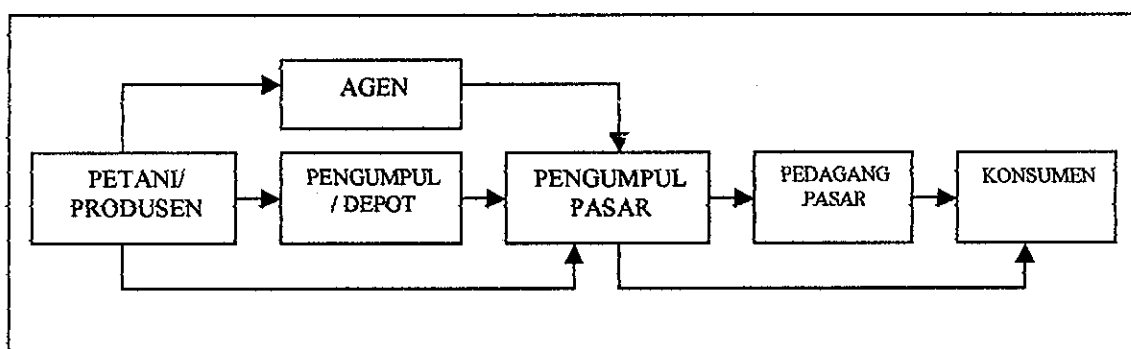 AGEN
PETANI/
PRODUSEN
PENGUMPUL
/ DEPOT
PENGUMPUL
PASAR
PEDAGANG
PASAR
KONSUMEN